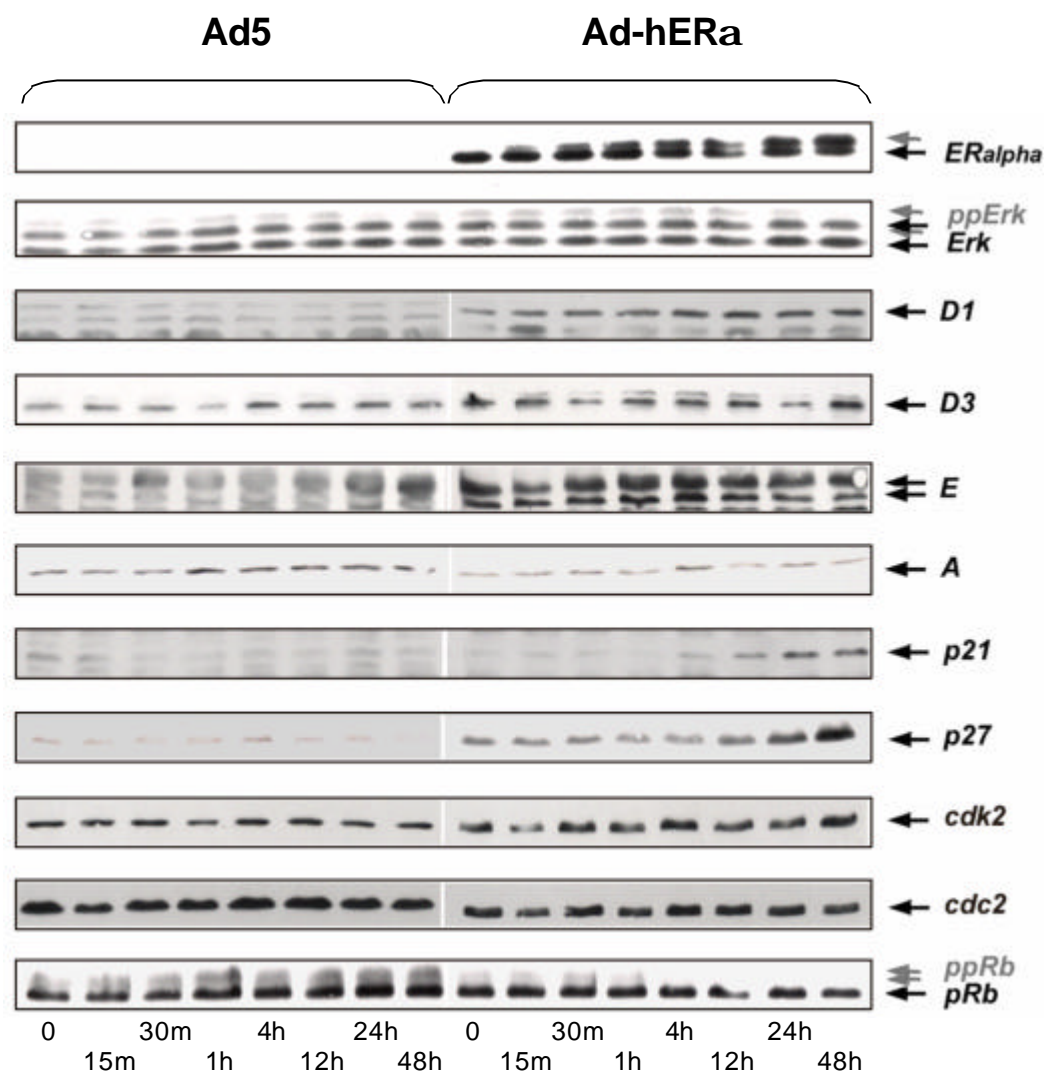 Ad5 Ad-hERa
ERalpha
ppErk
Erk
D1
D3
E
A
p21
p27
cdk2
cdc2
ppRb
pRb
0 30m 4h 24h 0 30m 4h 24h
15m 1h 12h 48h 15m 1h 12h 48h